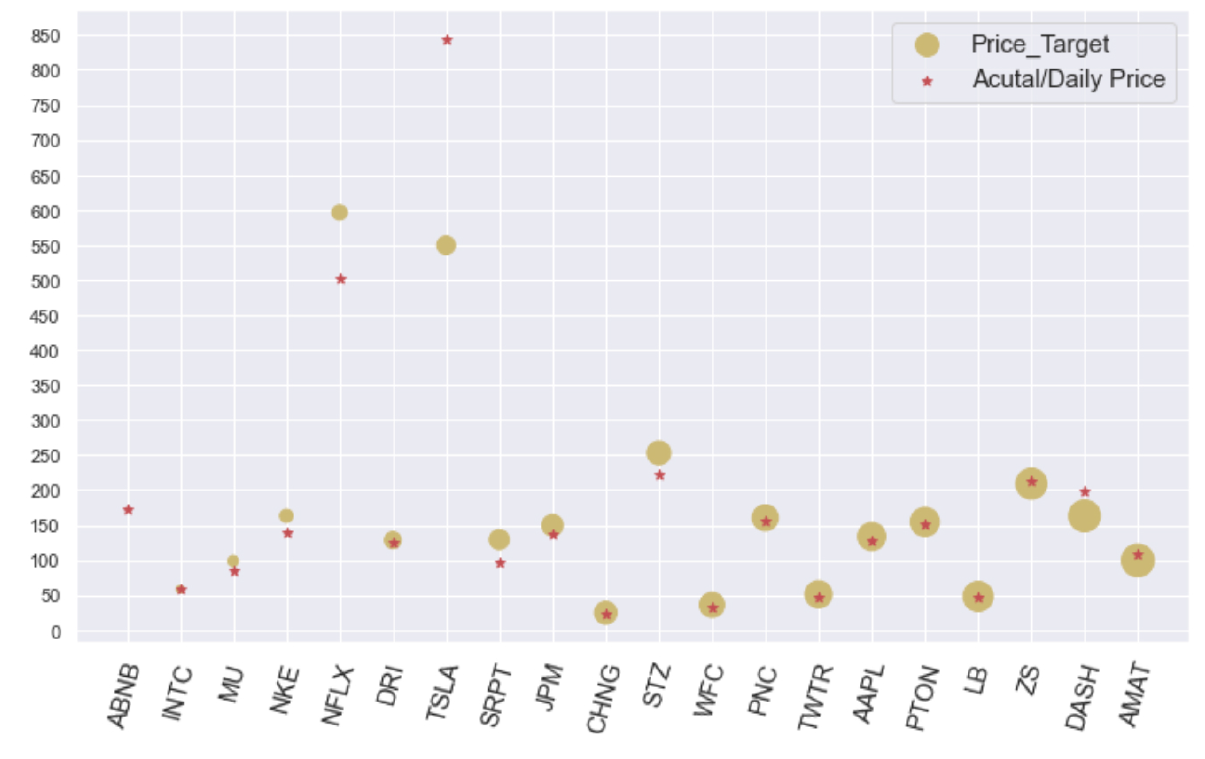 850
800
750
700
650
600
550
500
450
400
350
300
250
200
150
100
50
0
Price_Target
Acutal/Daily Price
ABNB
INTC
MU
NKE
NFLX
DRI
TSLA
SRPT
JPM
CHNG
STZ
WFC
PNC
TWTR
AAPL
PTON
LB
ZS
DASH
AMAT